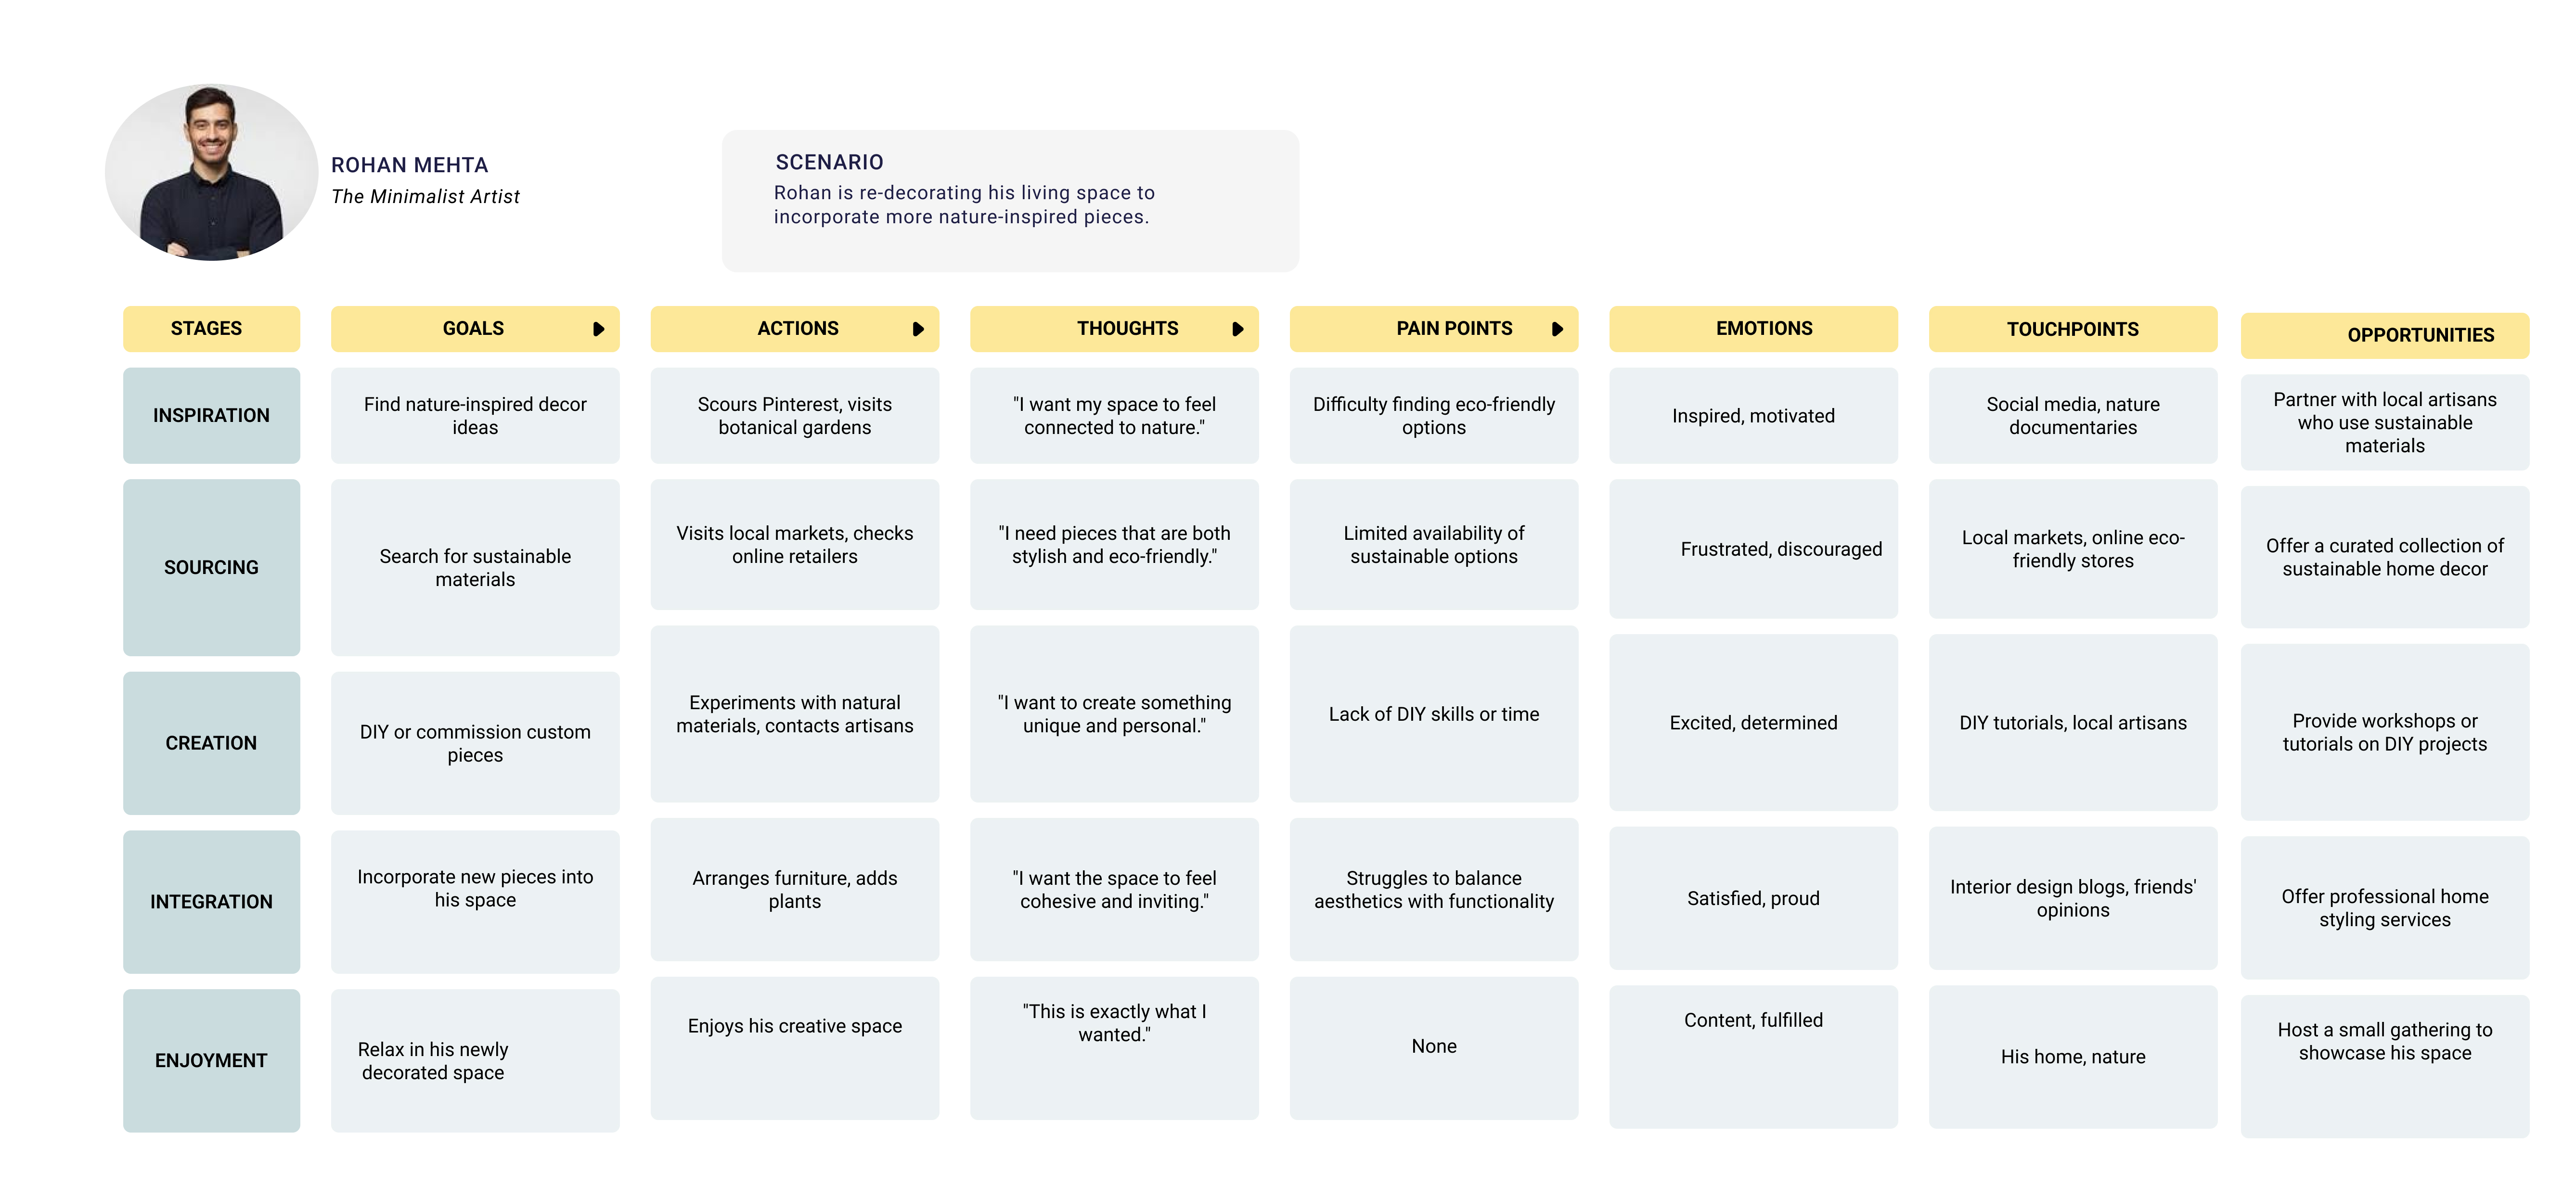 ROHAN MEHTA
The Minimalist Artist
SCENARIO
Rohan is re-decorating his living space to
incorporate more nature-inspired pieces.
STAGES
GOALS
ACTIONS
THOUGHTS
PAIN POINTS
EMOTIONS
TOUCHPOINTS
OPPORTUNITIES
INSPIRATION
Find nature-inspired decor
ideas
Scours Pinterest, visits
botanical gardens
"I want my space to feel
connected to nature."
Difficulty finding eco-friendly
options
Inspired, motivated
Social media, nature
documentaries
Partner with local artisans
who use sustainable
materials
SOURCING
Search for sustainable
materials
Visits local markets, checks
online retailers
"I need pieces that are both
stylish and eco-friendly."
Limited availability of
sustainable options
Frustrated, discouraged
Local markets, online eco-
friendly stores
Offer a curated collection of
sustainable home decor
CREATION
DIY or commission custom
pieces
Experiments with natural
materials, contacts artisans
"I want to create something
unique and personal."
Lack of DIY skills or time
Excited, determined
DIY tutorials, local artisans
Provide workshops or
tutorials on DIY projects
INTEGRATION
Incorporate new pieces into
his space
Arranges furniture, adds
plants
"I want the space to feel
cohesive and inviting."
Struggles to balance
aesthetics with functionality
Satisfied, proud
Interior design blogs, friends'
opinions
Offer professional home
styling services
ENJOYMENT
Relax in his newly
decorated space
Enjoys his creative space
"This is exactly what I
wanted."
None
Content, fulfilled
His home, nature
Host a small gathering to
showcase his space